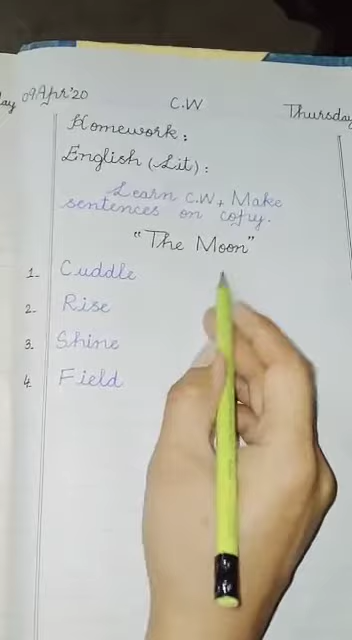 9 Apr'20 C.W Thursday
Homework:
English (Lit):
Learn C.W + Make
sentences on copy.
"The Moon"
1. Cuddle
2. Rise
3. Shine
4. Field